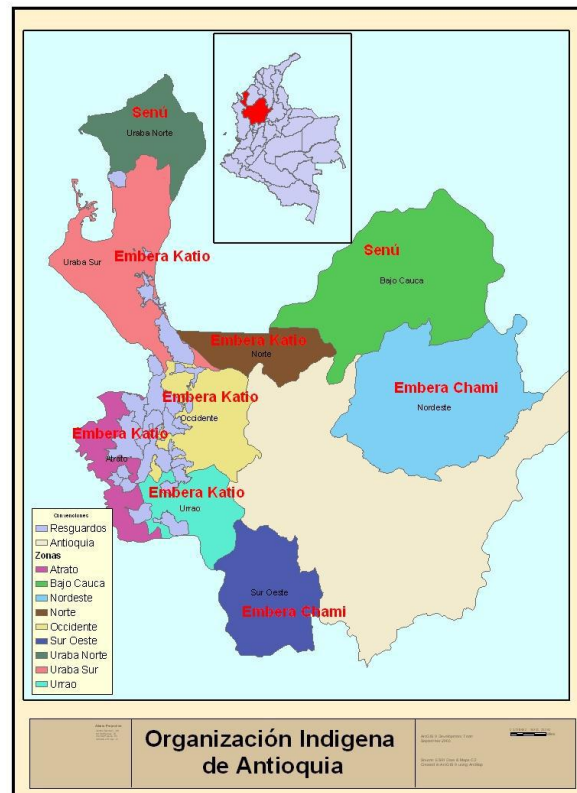 Senú
Uraba Norte
Embera Katio
Uraba Sur
Senú
Bajo Cauca
Embera Katio
Norte
Embera Chami
Nordeste
Embera Katio
Occidente
Embera Katio
Atrato
Embera Katio
Urrao
Sur Oeste
Embera Chami
Convenciones
Resguardos
Antioquia
Zonas
Atrato
Bajo Cauca
Nordeste
Norte
Occidente
Sur Oeste
Uraba Norte
Uraba Sur
Urrao
Organización Indigena
de Antioquia